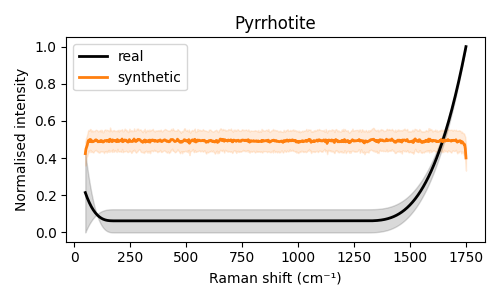 Pyrrhotite
real
synthetic
Normalised intensity
1.0
0.8
0.6
0.4
0.2
0.0
0 250 500 750 1000 1250 1500 1750
Raman shift (cm⁻¹)